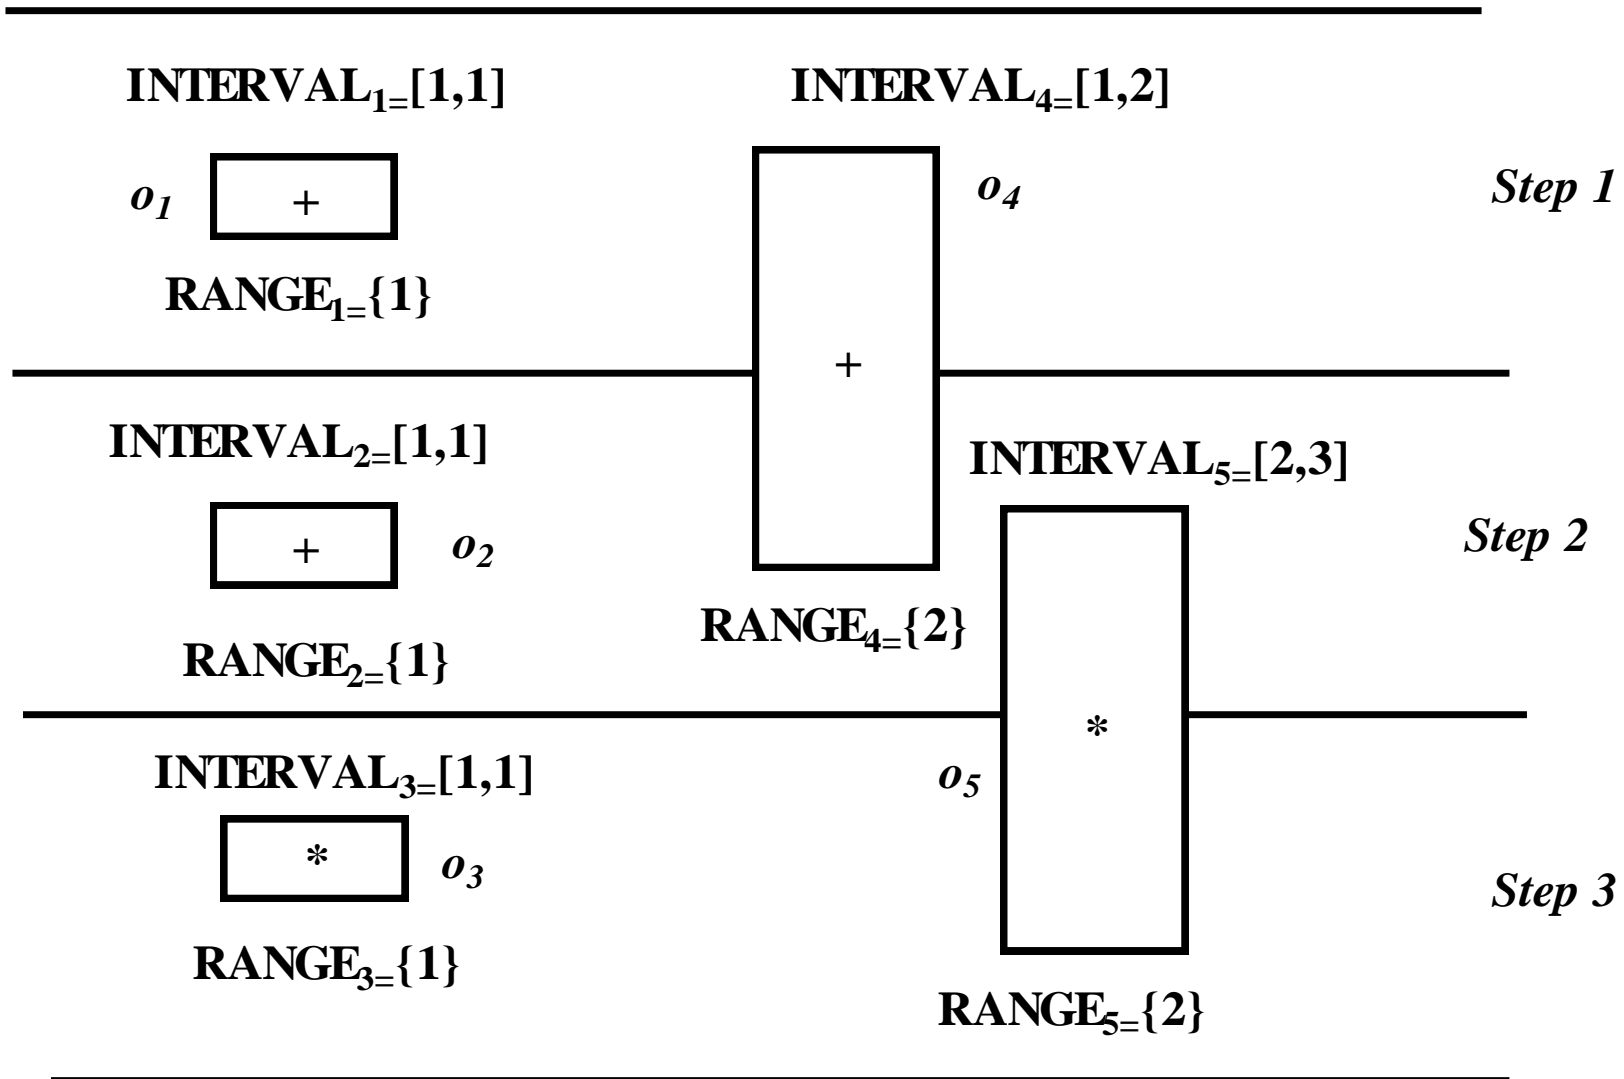 INTERVAL1=[1,1]
INTERVAL4=[1,2]
o1
+
o4
Step 1
RANGE1={1}
+
INTERVAL2=[1,1]
INTERVAL5=[2,3]
+
o2
Step 2
RANGE4={2}
RANGE2={1}
*
INTERVAL3=[1,1]
o5
*
o3
Step 3
RANGE3={1}
RANGE5={2}